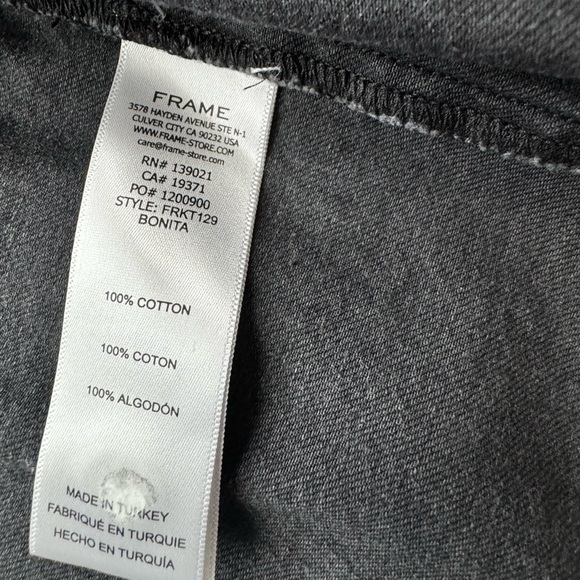 FRAME
3578 HAYDEN AVENUE STE N-1
CULVER CITY CA 90232 USA
WWW.FRAME-STORE.COM
care@frame-store.com
RN# 139021
CA# 19371
PO# 1200900
STYLE: FRKT129
BONITA
100% COTTON
100% COTON
100% ALGODÓN
MADE IN TURKEY
FABRIQUÉ EN TURQUIE
HECHO EN TURQUÍA